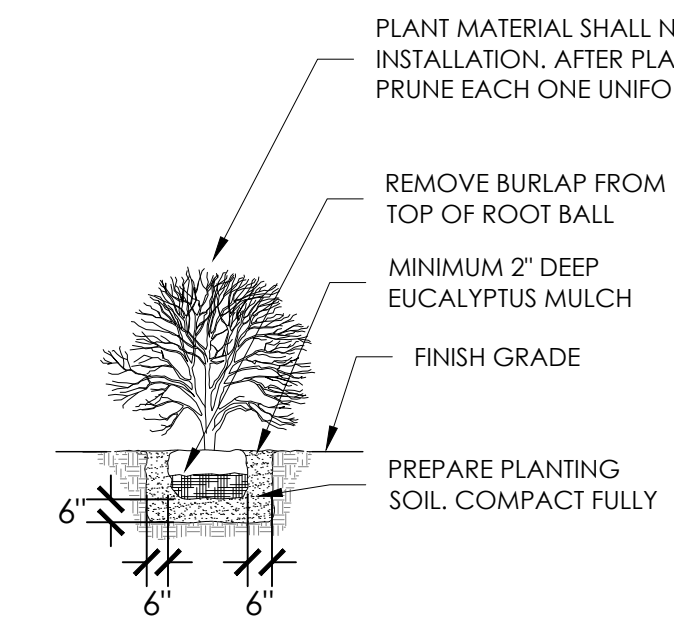 PLANT MATERIAL SHALL N
INSTALLATION. AFTER PLA
PRUNE EACH ONE UNIFO
REMOVE BURLAP FROM
TOP OF ROOT BALL
MINIMUM 2" DEEP
EUCALYPTUS MULCH
FINISH GRADE
PREPARE PLANTING
SOIL. COMPACT FULLY
6"
6"
6"